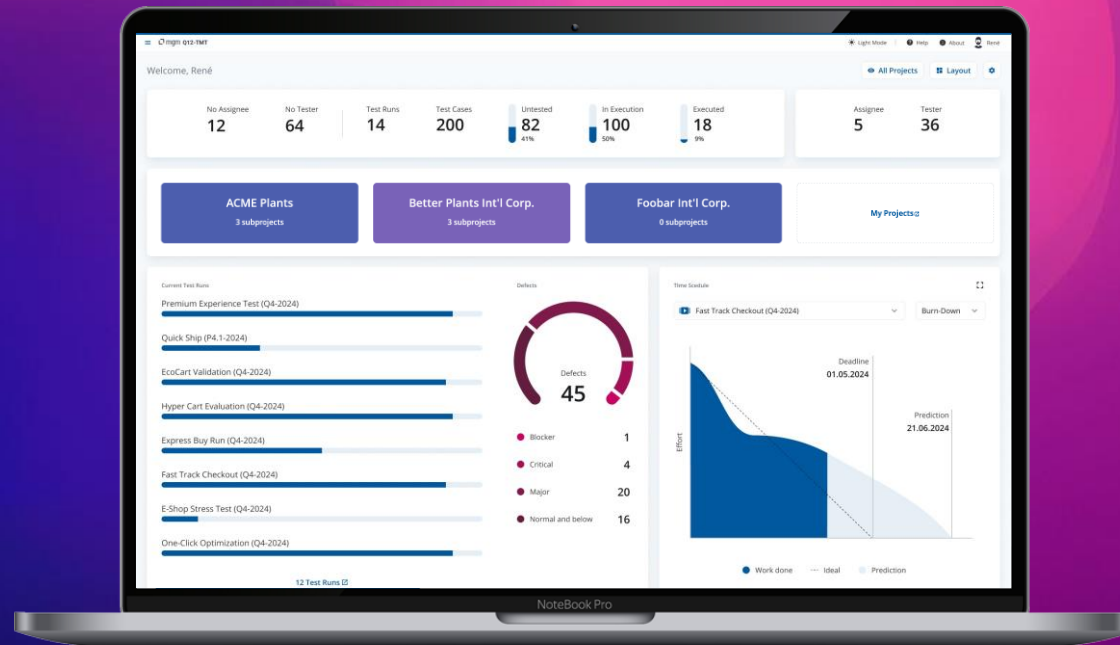 mgm Q12-TMT
Light Mode Help About René
Welcome, René
All Projects Layout
No Assignee No Tester Test Runs Test Cases Untested In Execution Executed Assignee Tester
12 64 14 200 82 100 18 5 36
41% 50% 9%
ACME Plants
3 subprojects
Better Plants Int'l Corp.
3 subprojects
Foobar Int'l Corp.
0 subprojects
My Projects
Current Test Runs
Premium Experience Test (Q4-2024)
Quick Ship (P4.1-2024)
EcoCart Validation (Q4-2024)
Hyper Cart Evaluation (Q4-2024)
Express Buy Run (Q4-2024)
Fast Track Checkout (Q4-2024)
E-Shop Stress Test (Q4-2024)
One-Click Optimization (Q4-2024)
12 Test Runs
Defects
Defects
45
Blocker 1
Critical 4
Major 20
Normal and below 16
Time Scedule
Fast Track Checkout (Q4-2024) Burn-Down
Deadline
01.05.2024
Prediction
21.06.2024
Effort
Work done Ideal Prediction
NoteBook Pro